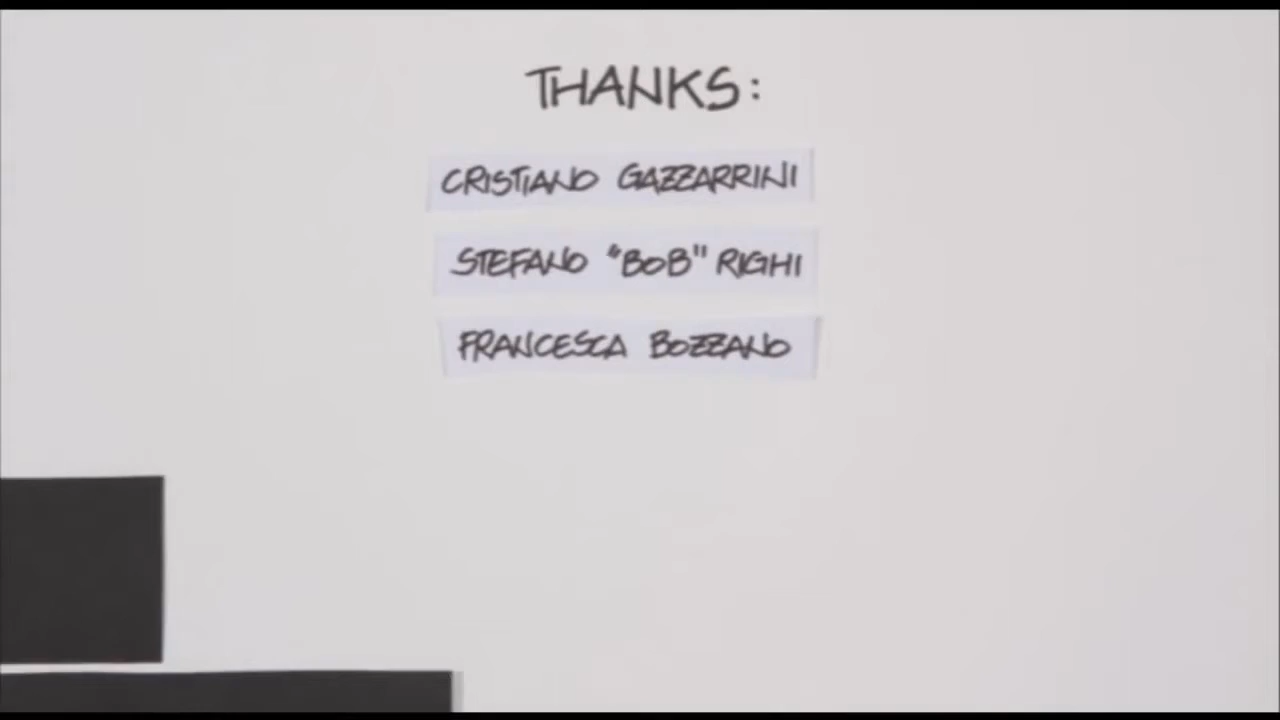 THANKS:
CRISTIANO GAZZARRINI
STEFANO "BOB" RIGHI
FRANCESCA BOZZANO